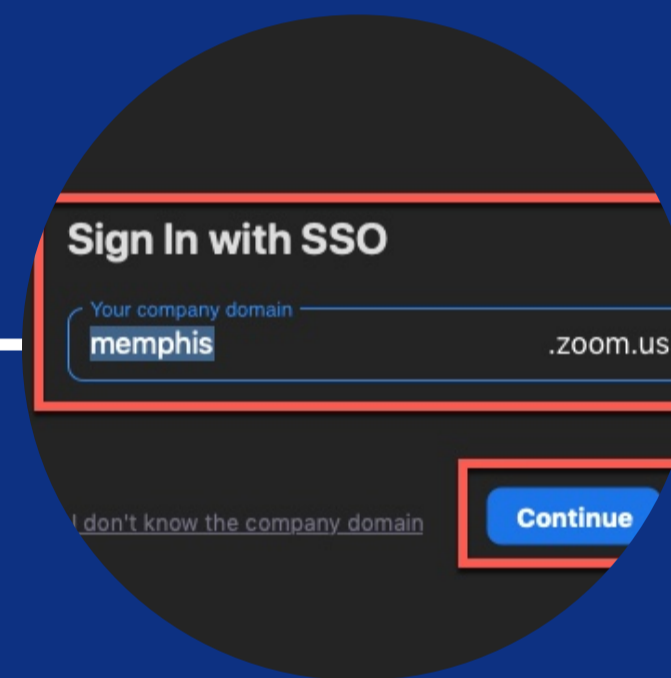 Sign In with SSO
Your company domain
memphis .zoom.us
I don't know the company domain
Continue